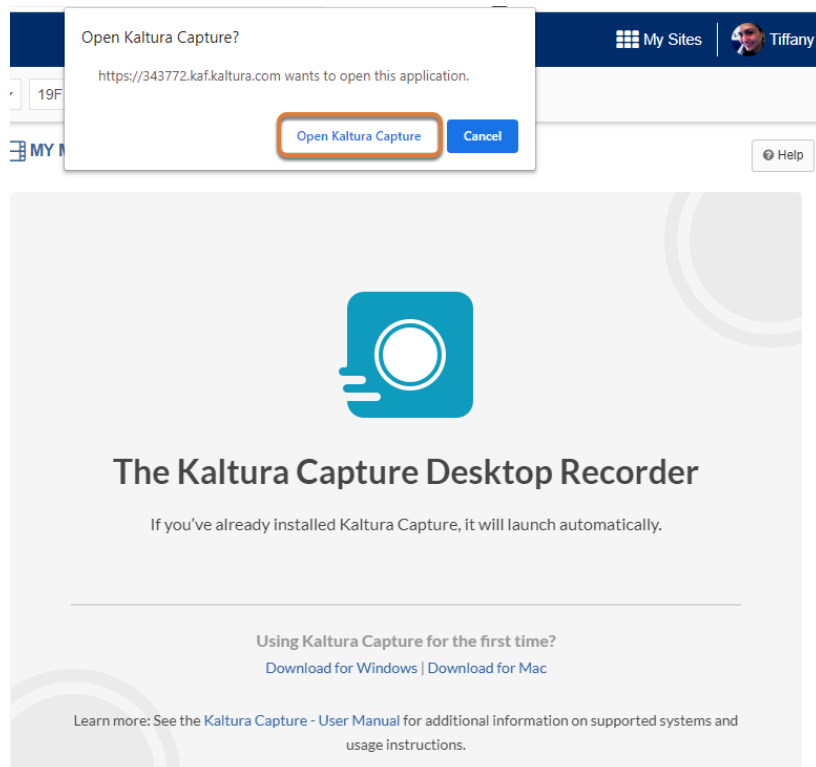 Open Kaltura Capture?
https://343772.kaf.kaltura.com wants to open this application.
Open Kaltura Capture
Cancel
My Sites
Tiffany
19F
MY M
Help
The Kaltura Capture Desktop Recorder
If you've already installed Kaltura Capture, it will launch automatically.
Using Kaltura Capture for the first time?
Download for Windows | Download for Mac
Learn more: See the Kaltura Capture - User Manual for additional information on supported systems and
usage instructions.